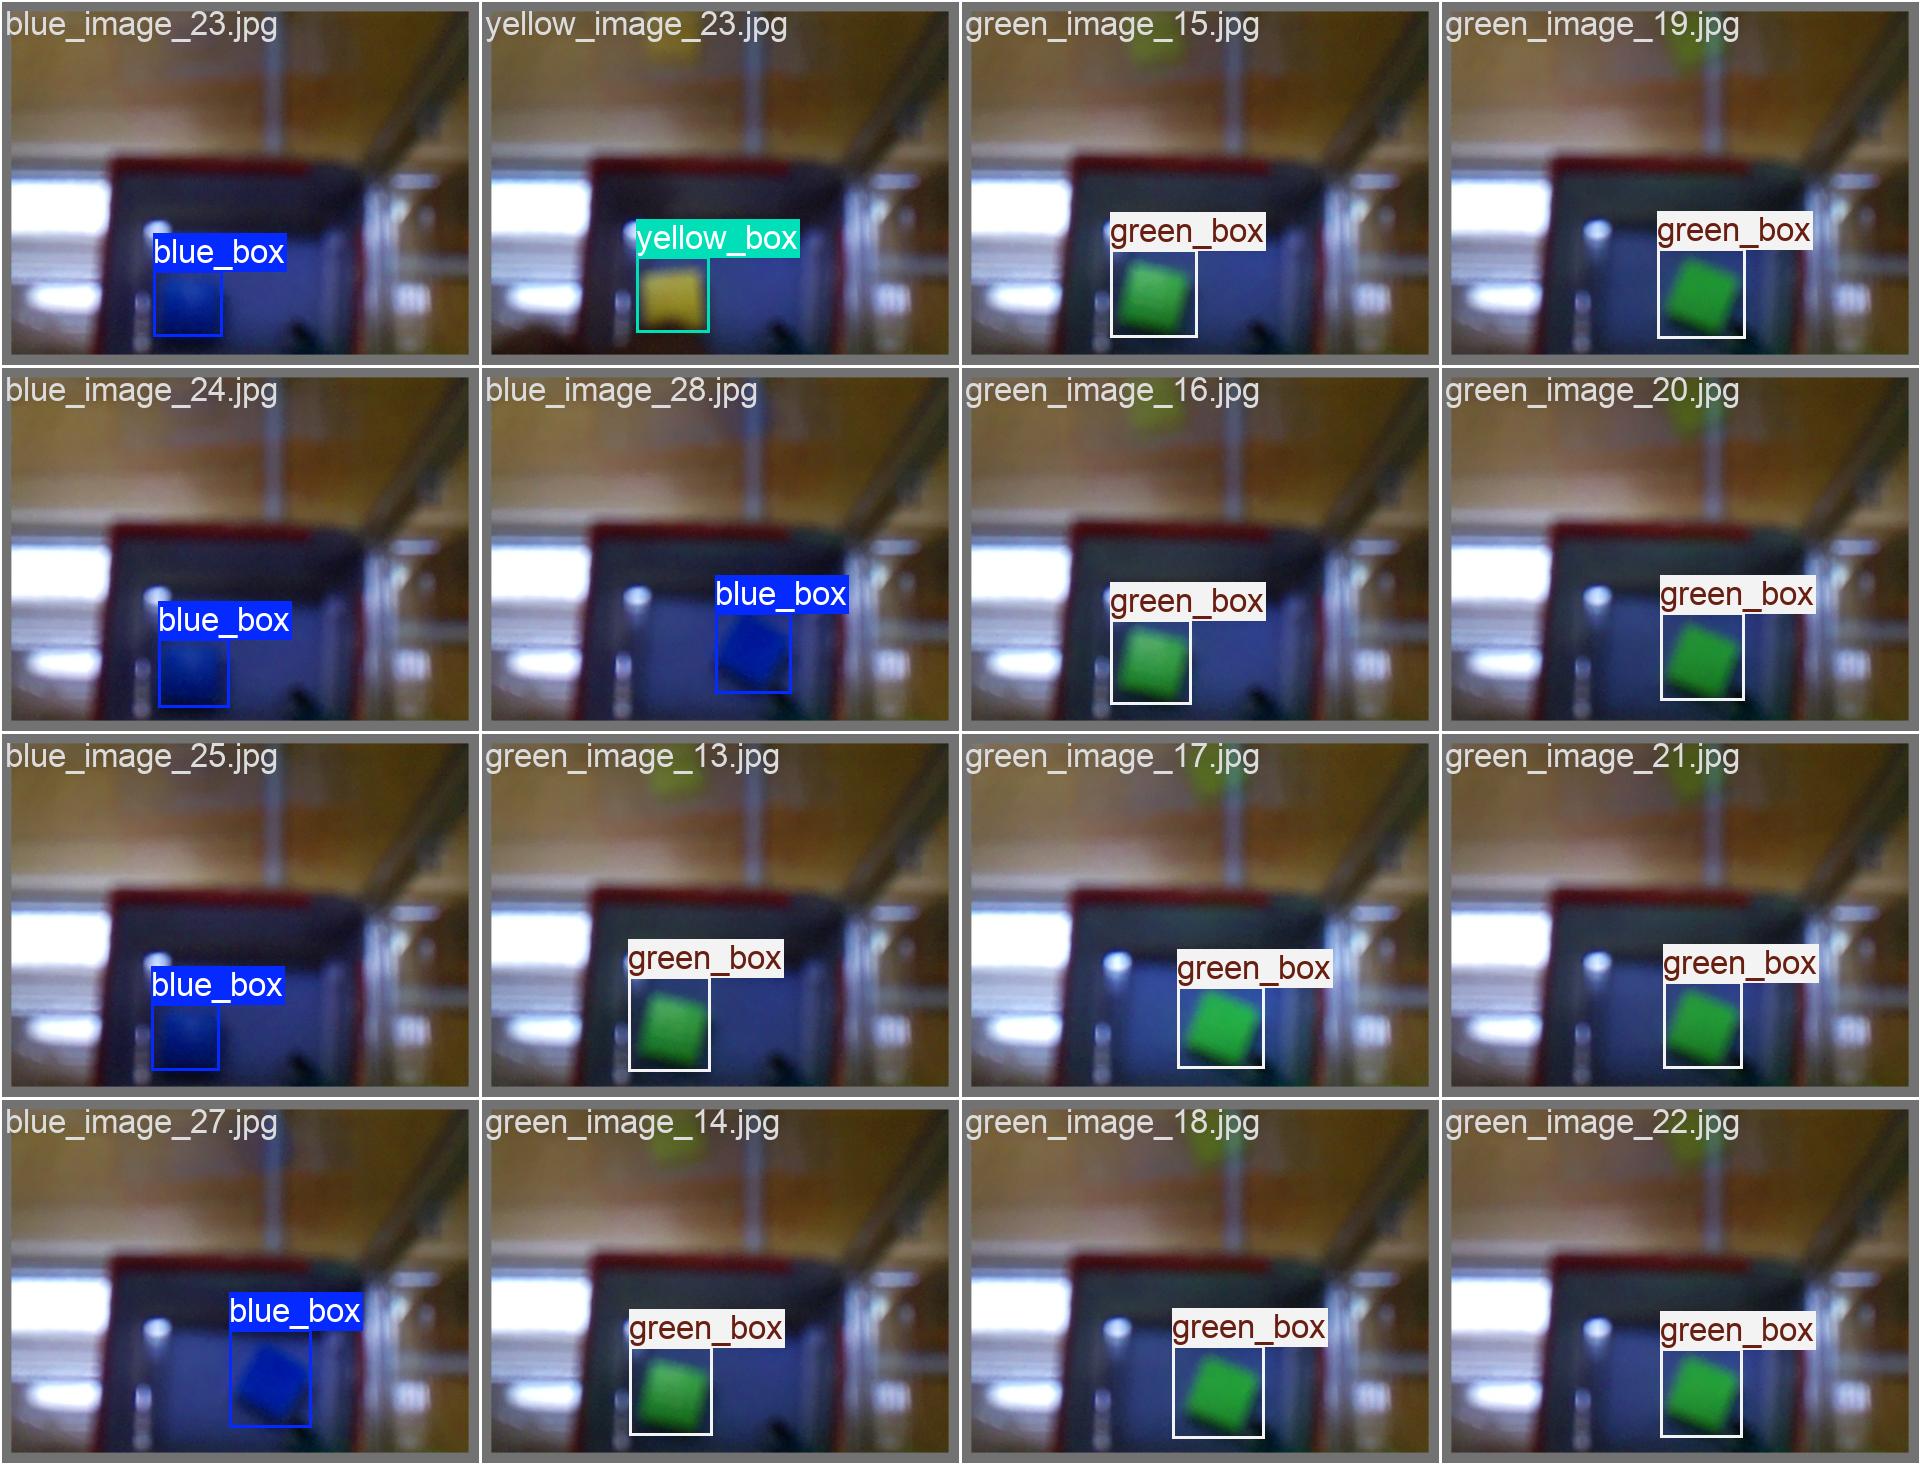 blue_image_23.jpg
blue_box
yellow_image_23.jpg
yellow_box
green_image_15.jpg
green_box
green_image_19.jpg
green_box
blue_image_24.jpg
blue_box
blue_image_28.jpg
blue_box
green_image_16.jpg
green_box
green_image_20.jpg
green_box
blue_image_25.jpg
blue_box
green_image_13.jpg
green_box
green_image_17.jpg
green_box
green_image_21.jpg
green_box
blue_image_27.jpg
blue_box
green_image_14.jpg
green_box
green_image_18.jpg
green_box
green_image_22.jpg
green_box